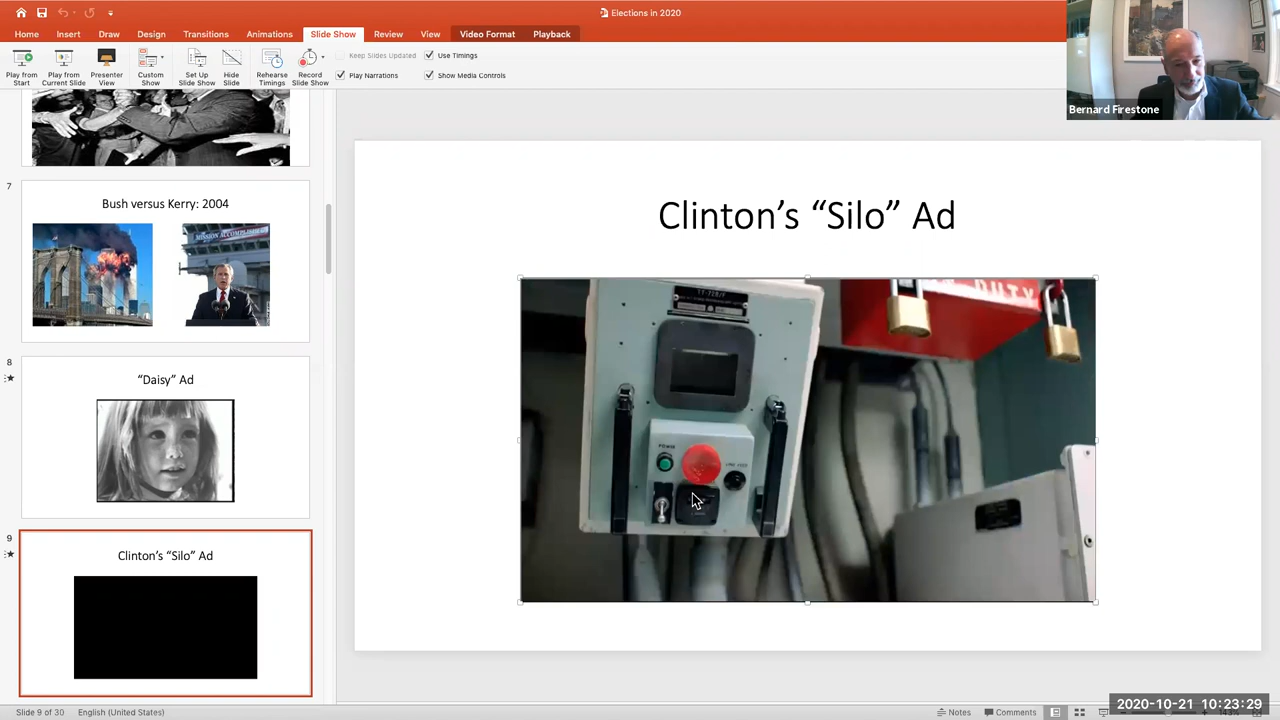 Elections in 2020
Home Insert Draw Design Transitions Animations Slide Show Review View Video Format Playback
Play from Start
Play from Current Slide
Presenter View
Custom Show
Set Up Slide Show
Hide Slide
Rehearse Timings
Record Slide Show
Keep Slides Updated
Play Narrations
Use Timings
Show Media Controls
Bernard Firestone
7
Bush versus Kerry: 2004
MISSION ACCOMPLISHED
8
“Daisy” Ad
9
Clinton’s “Silo” Ad
Clinton’s “Silo” Ad
DUTY
POWER
Slide 9 of 30
English (United States)
Notes
Comments
2020-10-21 10:23:29